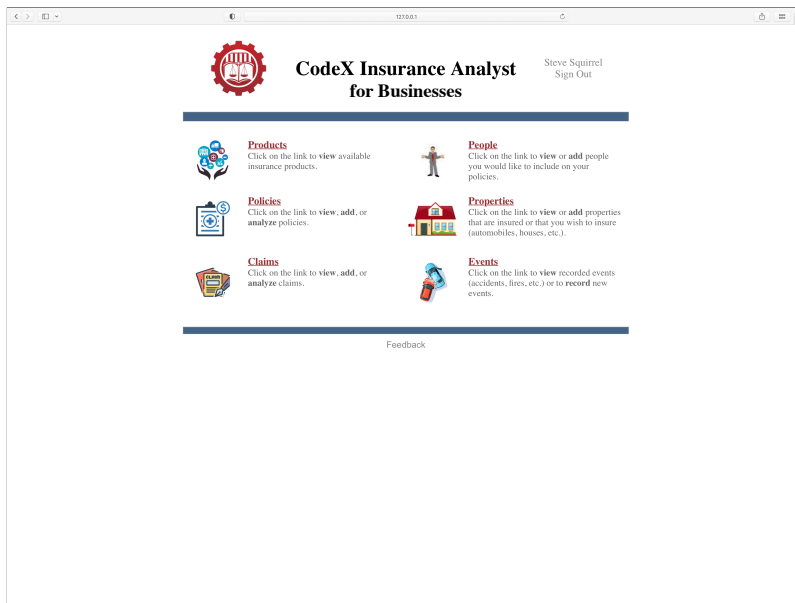 127.0.0.1
CodeX Insurance Analyst
for Businesses
Steve Squirrel
Sign Out
Products
Click on the link to view available
insurance products.
People
Click on the link to view or add people
you would like to include on your
policies.
Policies
Click on the link to view, add, or
analyze policies.
Properties
Click on the link to view or add properties
that are insured or that you wish to insure
(automobiles, houses, etc.).
Claims
Click on the link to view, add, or
analyze claims.
CLAIM
Events
Click on the link to view recorded events
(accidents, fires, etc.) or to record new
events.
Feedback